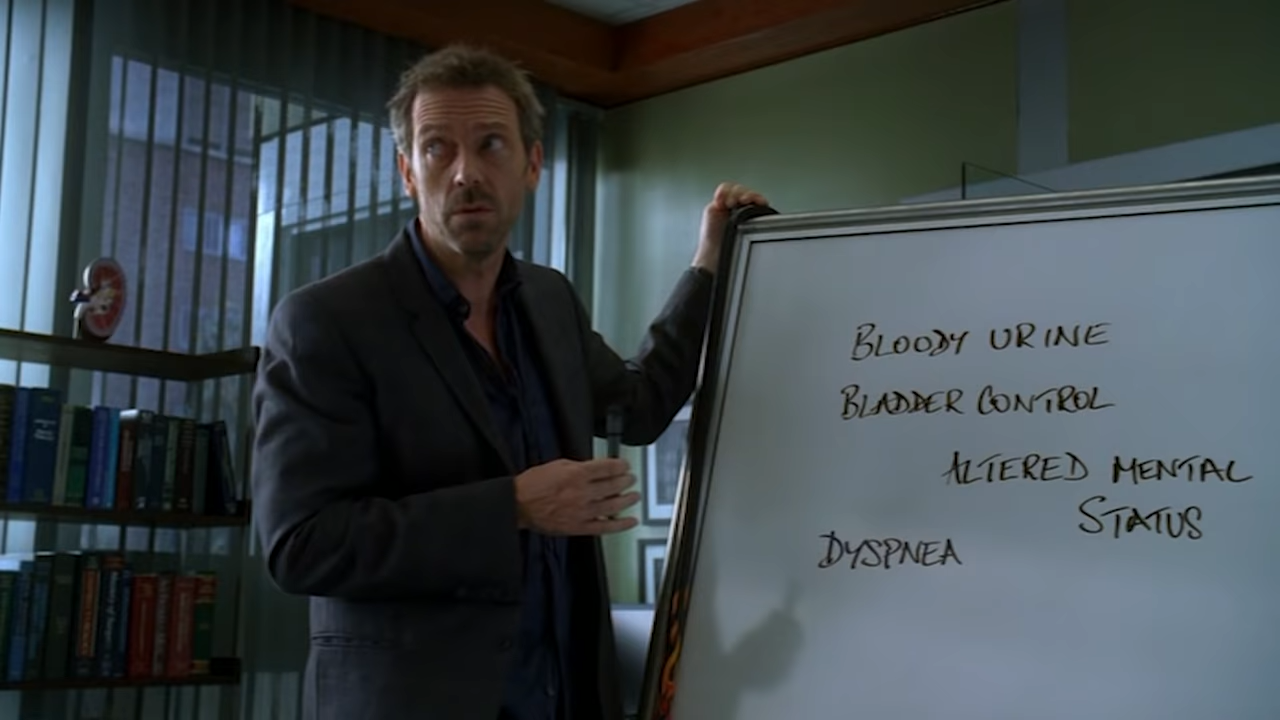 BLOODY URINE
BLADDER CONTROL
ALTERED MENTAL
STATUS
DYSPNEA